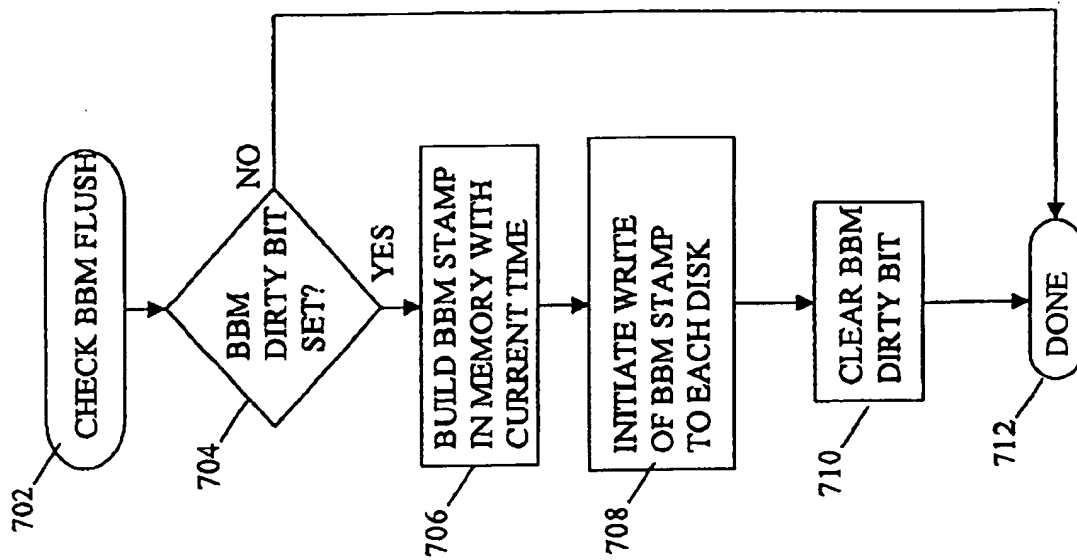 702
CHECK BBM FLUSH
704
BBM
DIRTY BIT
SET?
NO
YES
706
BUILD BBM STAMP
IN MEMORY WITH
CURRENT TIME
708
INITIATE WRITE
OF BBM STAMP
TO EACH DISK
710
CLEAR BBM
DIRTY BIT
712
DONE